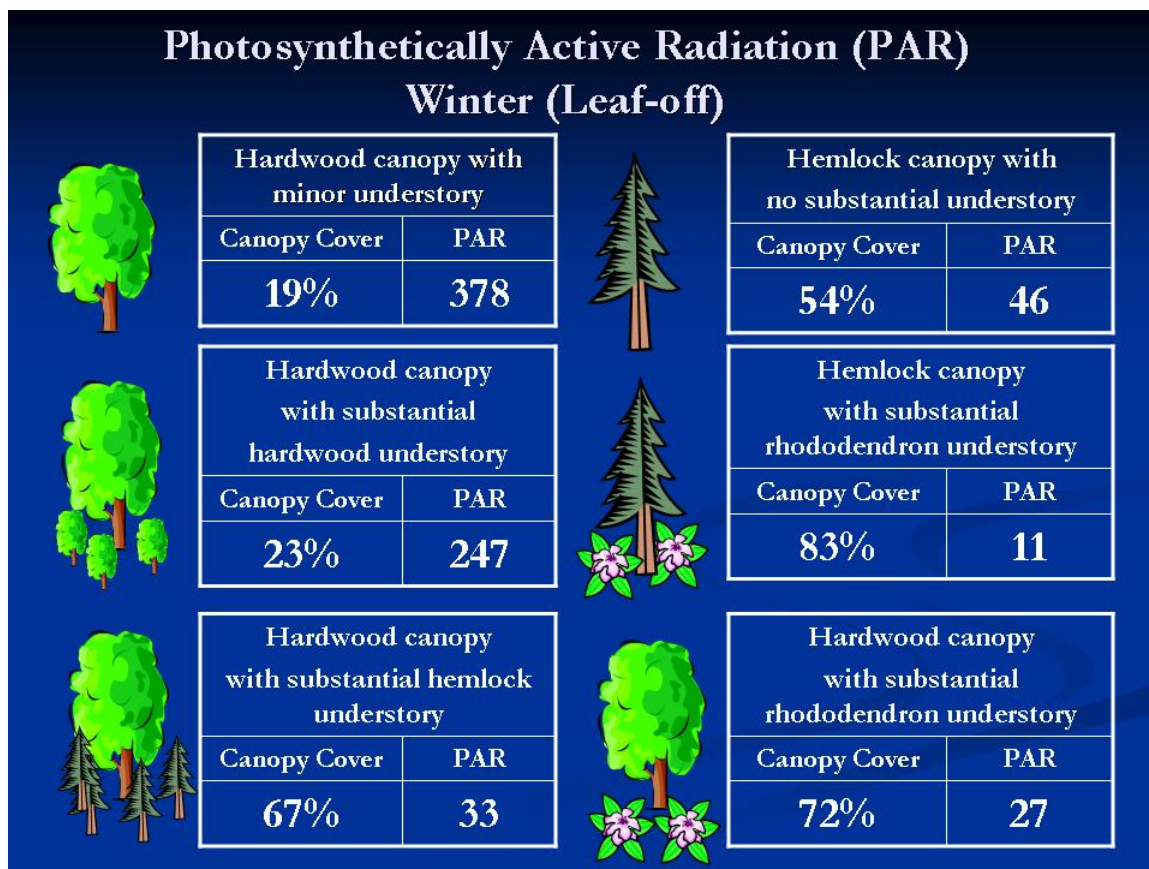 Photosynthetically Active Radiation (PAR)
Winter (Leaf-off)
Hardwood canopy with
minor understory
Canopy Cover PAR
19% 378
Hemlock canopy with
no substantial understory
Canopy Cover PAR
54% 46
Hardwood canopy
with substantial
hardwood understory
Canopy Cover PAR
23% 247
Hemlock canopy
with substantial
rhododendron understory
Canopy Cover PAR
83% 11
Hardwood canopy
with substantial hemlock
understory
Canopy Cover PAR
67% 33
Hardwood canopy
with substantial
rhododendron understory
Canopy Cover PAR
72% 27